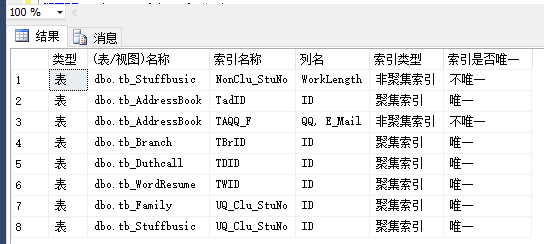 100 %
结果 消息
类型 (表/视图)名称 索引名称 列名 索引类型 索引是否唯一
1 表 dbo.tb_Stuffbusic NonClu_StuNo WorkLength 非聚集索引 不唯一
2 表 dbo.tb_AddressBook TadID ID 聚集索引 唯一
3 表 dbo.tb_AddressBook TAQQ_F QQ, E_Mail 非聚集索引 不唯一
4 表 dbo.tb_Branch TBrID ID 聚集索引 唯一
5 表 dbo.tb_Duthcall TDID ID 聚集索引 唯一
6 表 dbo.tb_WordResume TWID ID 聚集索引 唯一
7 表 dbo.tb_Family UQ_Clu_StuNo ID 聚集索引 唯一
8 表 dbo.tb_Stuffbusic UQ_Clu_StuNo ID 聚集索引 唯一